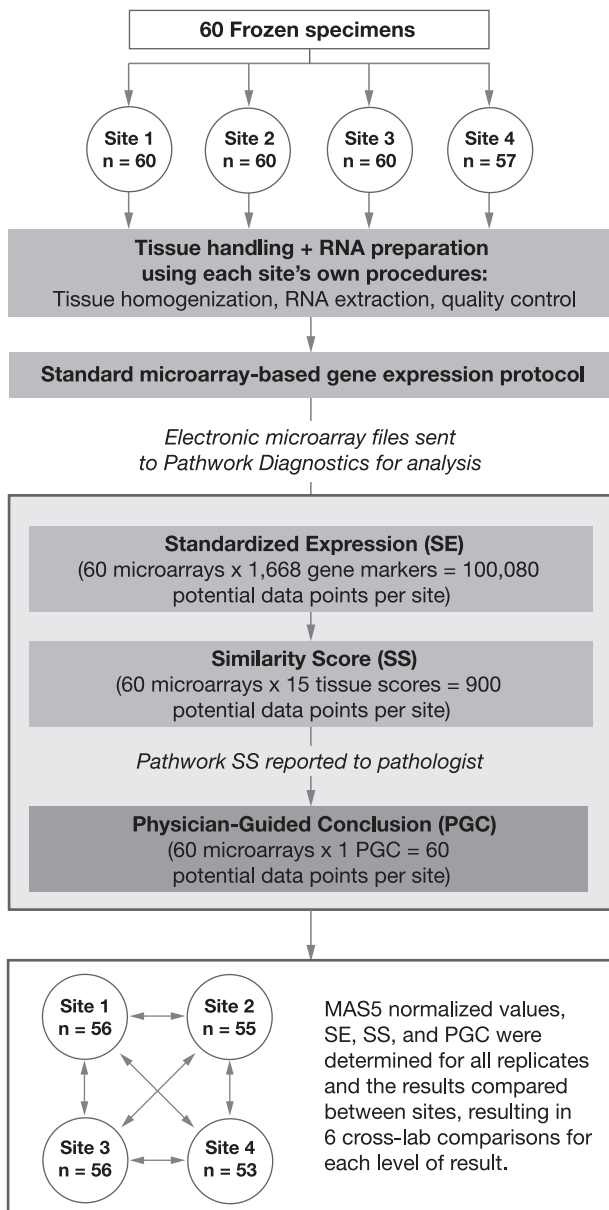 60 Frozen specimens
Site 1
n = 60
Site 2
n = 60
Site 3
n = 60
Site 4
n = 57
Tissue handling + RNA preparation
using each site's own procedures:
Tissue homogenization, RNA extraction, quality control
Standard microarray-based gene expression protocol
Electronic microarray files sent
to Pathwork Diagnostics for analysis
Standardized Expression (SE)
(60 microarrays x 1,668 gene markers = 100,080
potential data points per site)
Similarity Score (SS)
(60 microarrays x 15 tissue scores = 900
potential data points per site)
Pathwork SS reported to pathologist
Physician-Guided Conclusion (PGC)
(60 microarrays x 1 PGC = 60
potential data points per site)
Site 1
n = 56
Site 2
n = 55
Site 3
n = 56
Site 4
n = 53
MAS5 normalized values,
SE, SS, and PGC were
determined for all replicates
and the results compared
between sites, resulting in
6 cross-lab comparisons for
each level of result.